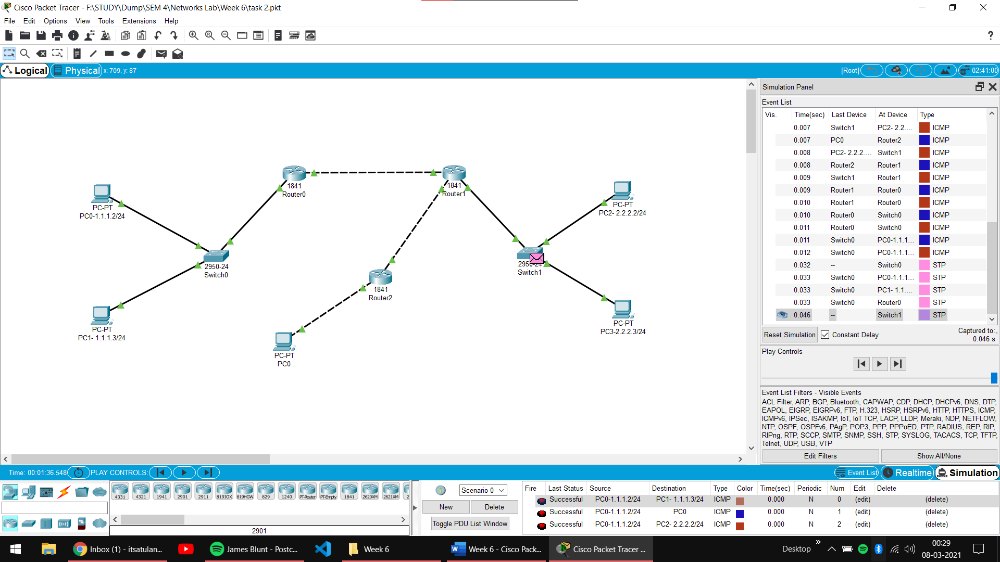 Cisco Packet Tracer - F:\STUDY\Dump\SEM 4\Networks Lab\Week 6\task 2.pkt
File Edit Options View Tools Extensions Help
Logical Physical x: 709, y: 87 [Root] 02:41:00
1841
Router0
1841
Router1
PC-PT
PC0-1.1.1.2/24
PC-PT
PC2- 2.2.2.2/24
2950-24
Switch0
2950-24
Switch1
1841
Router2
PC-PT
PC1- 1.1.1.3/24
PC-PT
PC3-2.2.2.3/24
PC-PT
PC0
Simulation Panel
Event List
Vis. Time(sec) Last Device At Device Type
0.007 Switch1 PC2- 2.2.... ICMP
0.007 PC0 Router2 ICMP
0.008 PC2- 2.2.2.... Switch1 ICMP
0.008 Router2 Router1 ICMP
0.009 Switch1 Router1 ICMP
0.009 Router1 Router0 ICMP
0.010 Router1 Router0 ICMP
0.010 Router0 Switch0 ICMP
0.011 Router0 Switch0 ICMP
0.011 Switch0 PC0-1.1.1... ICMP
0.012 Switch0 PC0-1.1.1... ICMP
0.032 -- Switch0 STP
0.033 Switch0 PC0-1.1.1... STP
0.033 Switch0 PC1- 1.1.... STP
0.033 Switch0 Router0 STP
0.046 -- Switch1 STP
Reset Simulation Constant Delay Captured to:
0.046 s
Play Controls
Event List Filters - Visible Events
ACL Filter, ARP, BGP, Bluetooth, CAPWAP, CDP, DHCP, DHCPv6, DNS, DTP,
EAPOL, EIGRP, EIGRPv6, FTP, H.323, HSRP, HSRPv6, HTTP, HTTPS, ICMP,
ICMPv6, IPSec, ISAKMP, IoT, IoT TCP, LACP, LLDP, Meraki, NDP, NETFLOW,
NTP, OSPF, OSPFv6, PAgP, POP3, PPP, PPPoED, PTP, RADIUS, REP, RIP,
RIPng, RTP, SCCP, SMTP, SNMP, SSH, STP, SYSLOG, TACACS, TCP, TFTP,
Telnet, UDP, USB, VTP
Edit Filters Show All/None
Time: 00:01:36.548 PLAY CONTROLS: Event List Realtime Simulation
4331 4321 1941 2901 2911 819IOX 819HGW 829 1240 PT-Router PT-Empty 1841 2620XM 2621XM 2
2901
Scenario 0
New Delete
Toggle PDU List Window
Fire Last Status Source Destination Type Color Time(sec) Periodic Num Edit Delete
Successful PC0-1.1.1.2/24 PC1- 1.1.1.3/24 ICMP 0.000 N 0 (edit) (delete)
Successful PC0-1.1.1.2/24 PC0 ICMP 0.000 N 1 (edit) (delete)
Successful PC0-1.1.1.2/24 PC2- 2.2.2.2/24 ICMP 0.000 N 2 (edit) (delete)
Inbox (1) - itsatulan... James Blunt - Postc... Week 6 Week 6 - Cisco Pack... Cisco Packet Tracer ... Desktop 00:29
08-03-2021